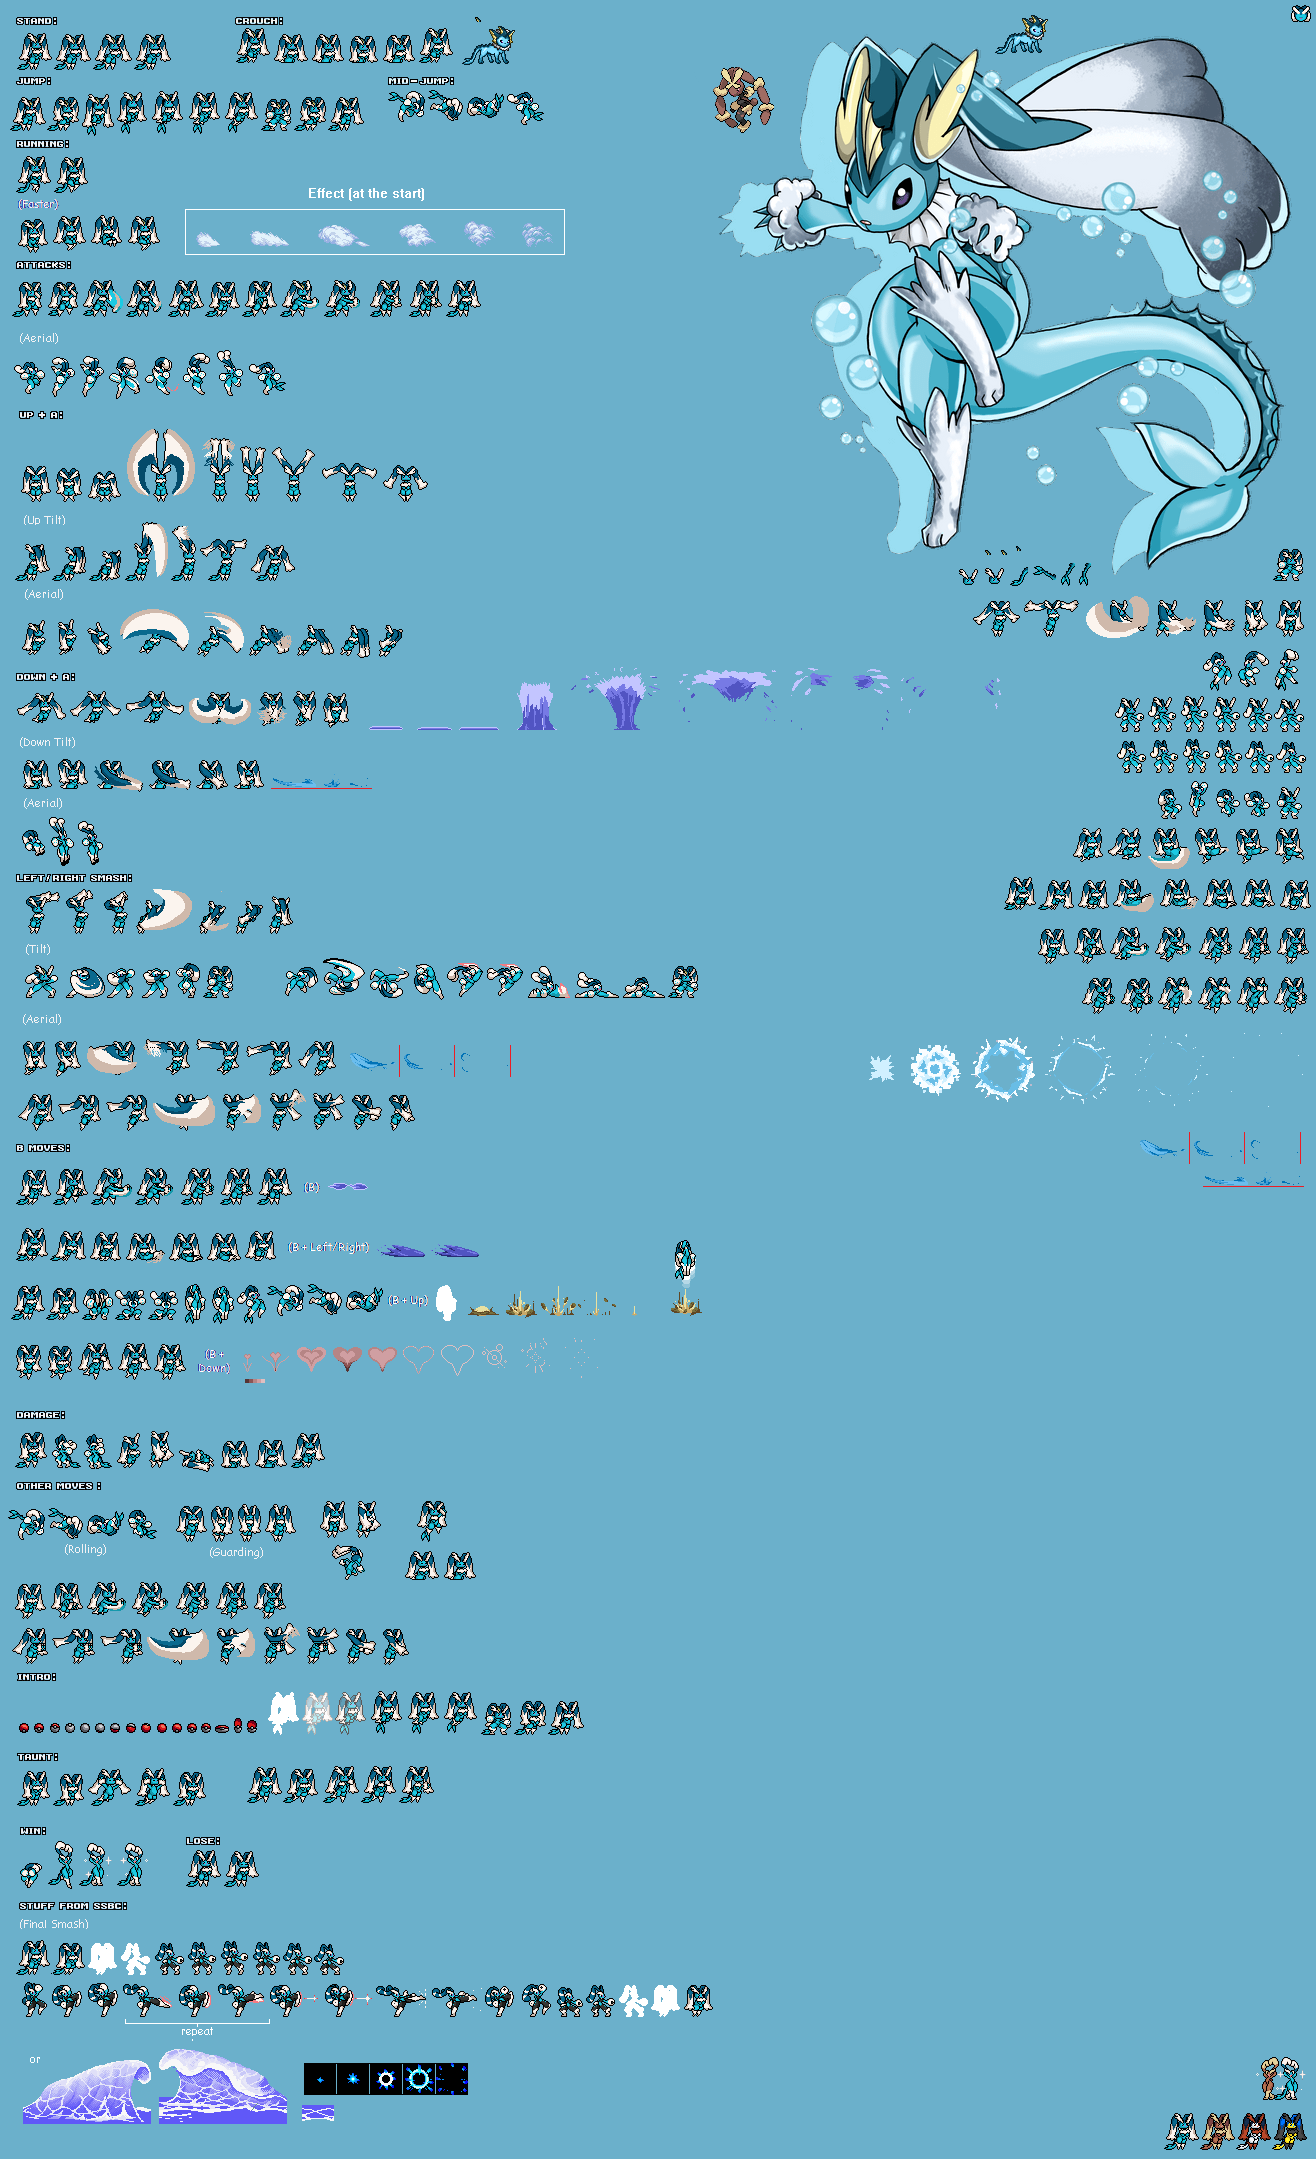 STAND:
CROUCH:
JUMP:
MID-JUMP:
RUNNING:
(Faster)
Effect [at the start]
ATTACKS:
(Aerial)
UP + A:
(Up Tilt)
(Aerial)
DOWN + A:
(Down Tilt)
(Aerial)
LEFT/RIGHT SMASH:
(Tilt)
(Aerial)
B MOVES:
(B)
(B + Left/Right)
(B + Up)
(B +
Down)
DAMAGE:
OTHER MOVES :
(Rolling)
(Guarding)
INTRO:
TAUNT:
WIN:
LOSE:
STUFF FROM SSBC:
(Final Smash)
repeat
or